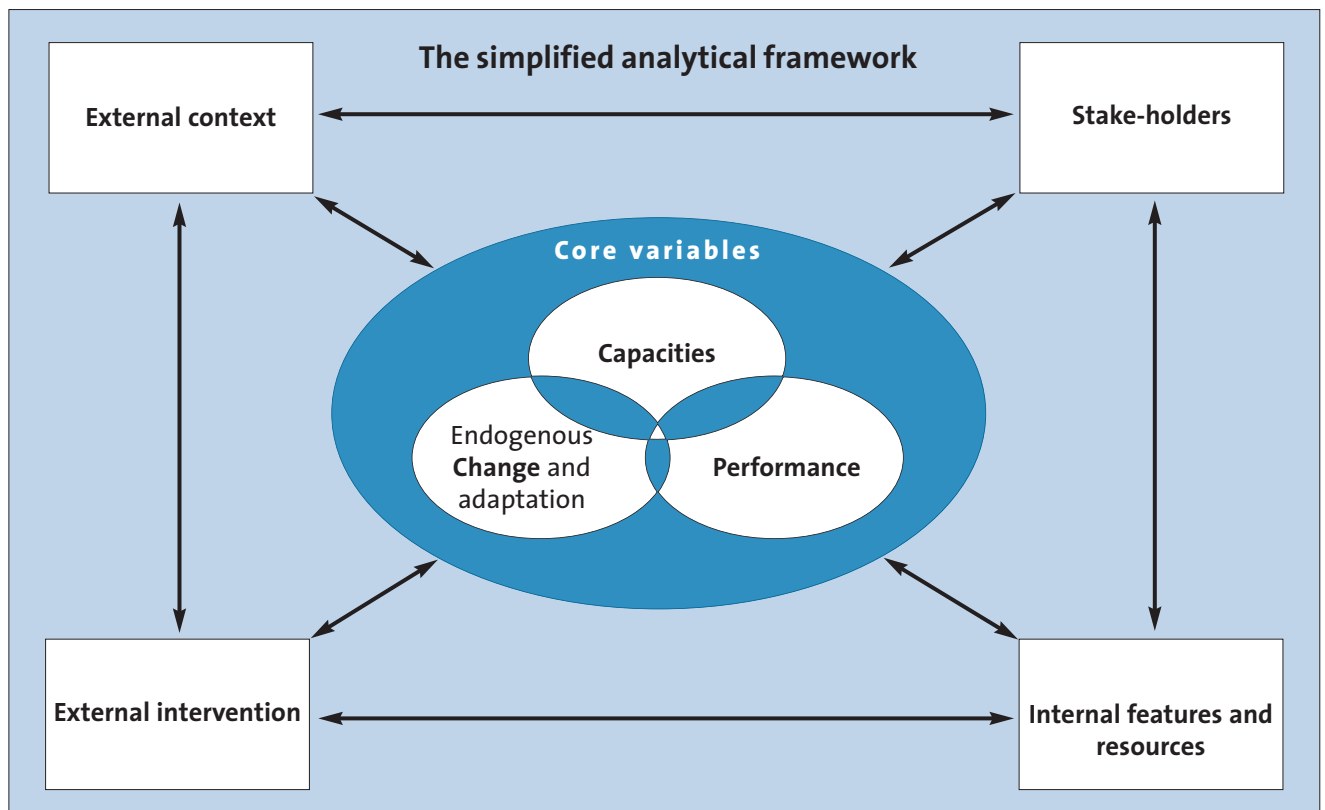 The simplified analytical framework
External context
Stake-holders
Core variables
Capacities
Endogenous
Change and
adaptation
Performance
External intervention
Internal features and
resources